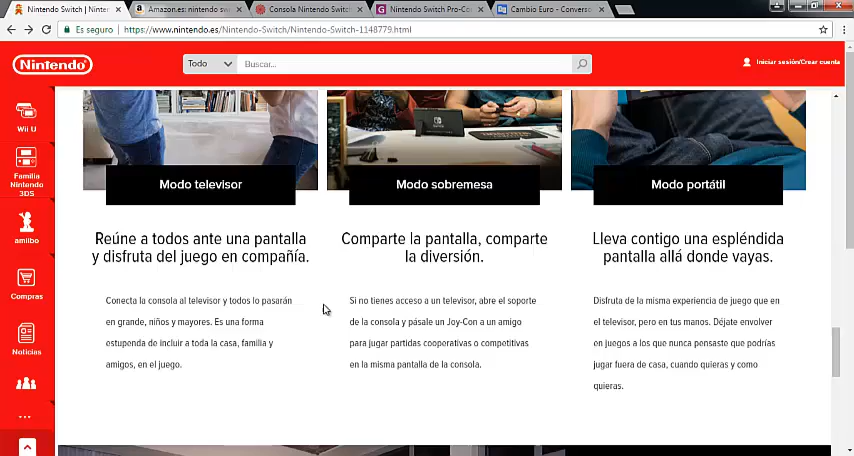 Nintendo Switch | Ninten
Amazon.es: nintendo swi
Consola Nintendo Switch
Nintendo Switch Pro-Co
Cambio Euro - Converso
Es seguro
https://www.nintendo.es/Nintendo-Switch/Nintendo-Switch-1148779.html
Nintendo
Todo
Buscar...
Iniciar sesión/Crear cuenta
Wii U
Familia
Nintendo
3DS
amiibo
Compras
Noticias
Modo televisor
Reúne a todos ante una pantalla
y disfruta del juego en compañía.
Conecta la consola al televisor y todos lo pasarán
en grande, niños y mayores. Es una forma
estupenda de incluir a toda la casa, familia y
amigos, en el juego.
Modo sobremesa
Comparte la pantalla, comparte
la diversión.
Si no tienes acceso a un televisor, abre el soporte
de la consola y pásale un Joy-Con a un amigo
para jugar partidas cooperativas o competitivas
en la misma pantalla de la consola.
Modo portátil
Lleva contigo una espléndida
pantalla allá donde vayas.
Disfruta de la misma experiencia de juego que en
el televisor, pero en tus manos. Déjate envolver
en juegos a los que nunca pensaste que podrías
jugar fuera de casa, cuando quieras y como
quieras.